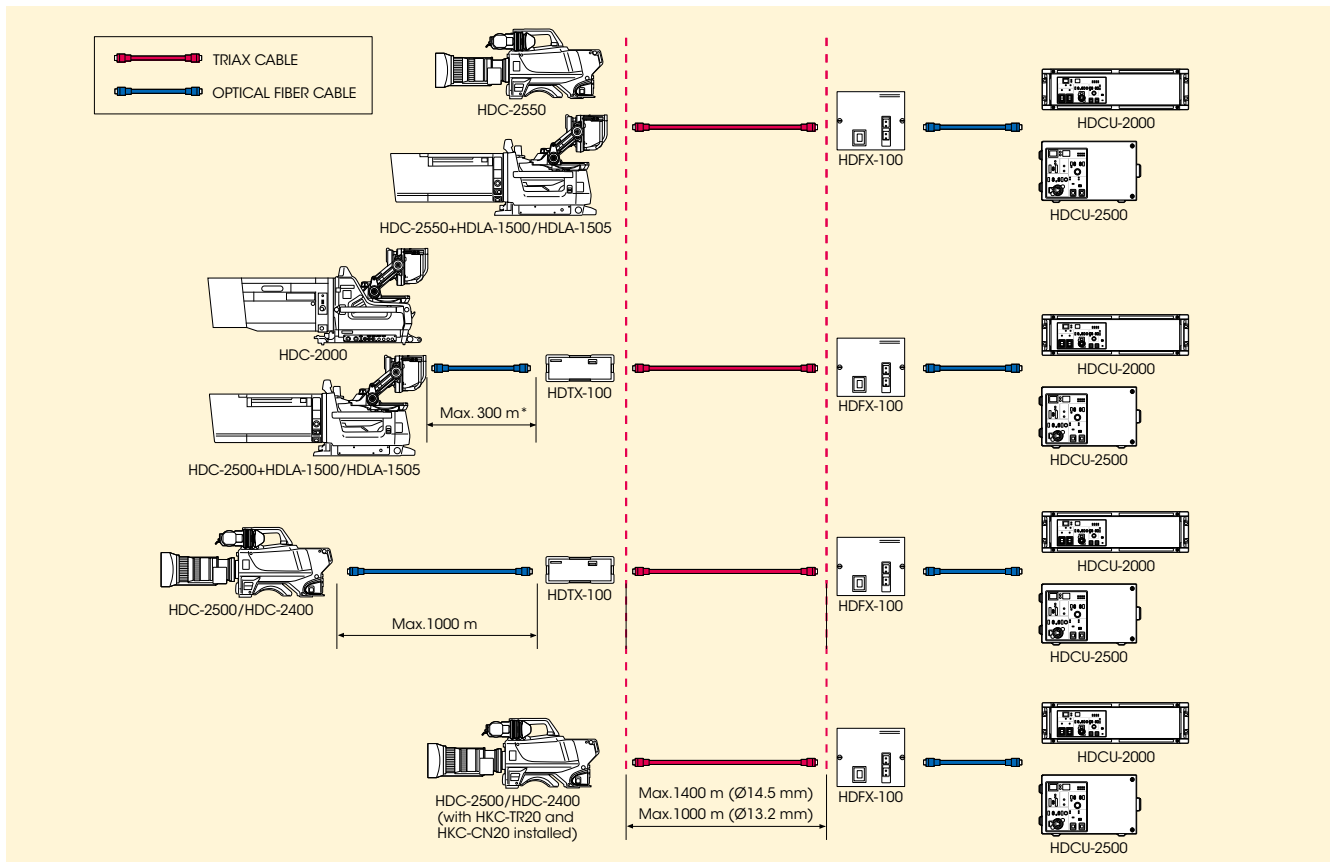 TRIAX CABLE
OPTICAL FIBER CABLE
HDC-2550
HDC-2550+HDLA-1500/HDLA-1505
HDFX-100
HDCU-2000
HDCU-2500
HDC-2000
HDC-2500+HDLA-1500/HDLA-1505
Max. 300 m*
HDTX-100
HDFX-100
HDCU-2000
HDCU-2500
HDC-2500/HDC-2400
Max.1000 m
HDTX-100
HDFX-100
HDCU-2000
HDCU-2500
HDC-2500/HDC-2400
(with HKC-TR20 and
HKC-CN20 installed)
Max.1400 m (Ø14.5 mm)
Max.1000 m (Ø13.2 mm)
HDFX-100
HDCU-2000
HDCU-2500